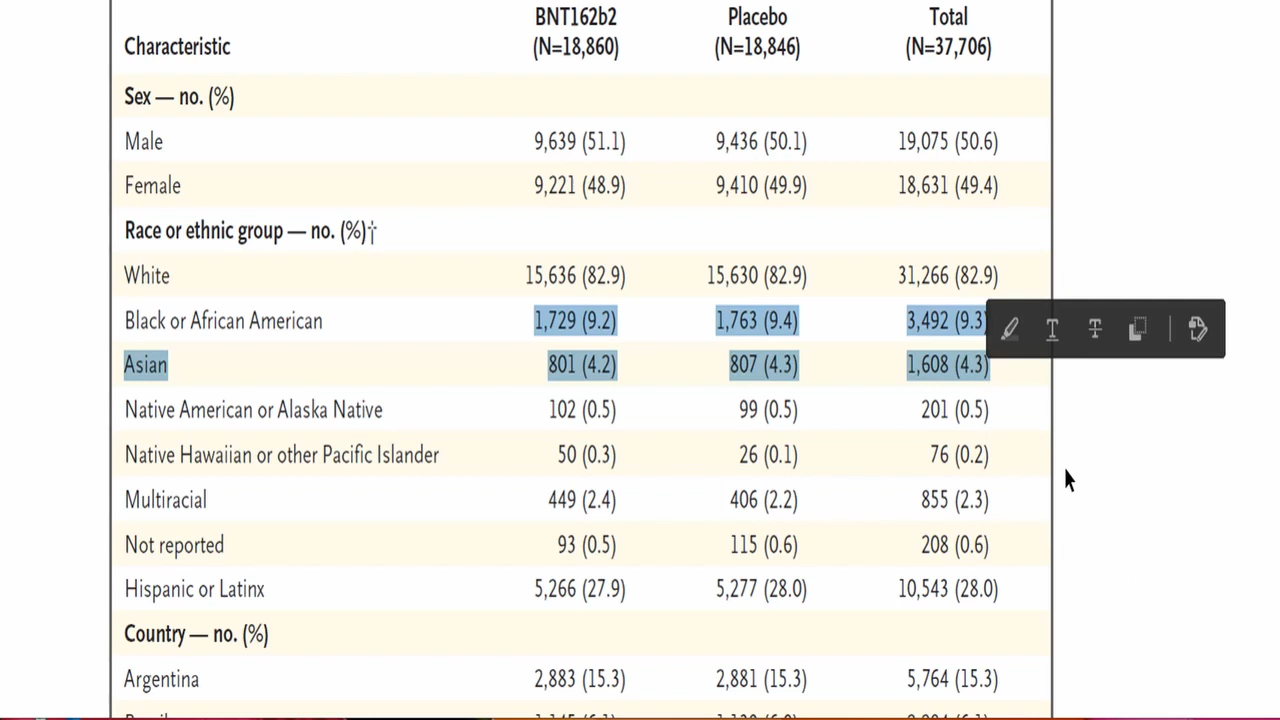 BNT162b2 Placebo Total
Characteristic (N=18,860) (N=18,846) (N=37,706)
Sex — no. (%)
Male 9,639 (51.1) 9,436 (50.1) 19,075 (50.6)
Female 9,221 (48.9) 9,410 (49.9) 18,631 (49.4)
Race or ethnic group — no. (%)†
White 15,636 (82.9) 15,630 (82.9) 31,266 (82.9)
Black or African American 1,729 (9.2) 1,763 (9.4) 3,492 (9.3)
Asian 801 (4.2) 807 (4.3) 1,608 (4.3)
Native American or Alaska Native 102 (0.5) 99 (0.5) 201 (0.5)
Native Hawaiian or other Pacific Islander 50 (0.3) 26 (0.1) 76 (0.2)
Multiracial 449 (2.4) 406 (2.2) 855 (2.3)
Not reported 93 (0.5) 115 (0.6) 208 (0.6)
Hispanic or Latinx 5,266 (27.9) 5,277 (28.0) 10,543 (28.0)
Country — no. (%)
Argentina 2,883 (15.3) 2,881 (15.3) 5,764 (15.3)